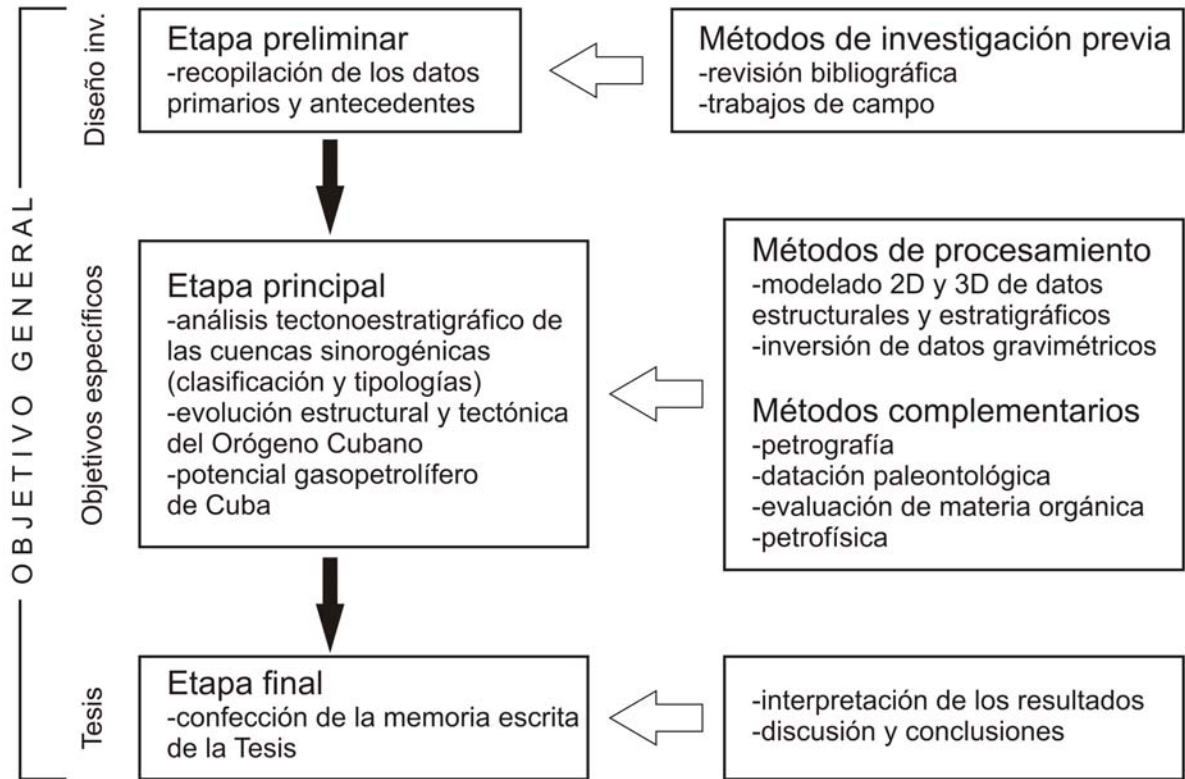 OBJETIVO GENERAL
Diseño inv.
Etapa preliminar
-recopilación de los datos
primarios y antecedentes
Métodos de investigación previa
-revisión bibliográfica
-trabajos de campo
Objetivos específicos
Etapa principal
-análisis tectonoestratigráfico de
las cuencas sinorogénicas
(clasificación y tipologías)
-evolución estructural y tectónica
del Orógeno Cubano
-potencial gasopetrolífero
de Cuba
Métodos de procesamiento
-modelado 2D y 3D de datos
estructurales y estratigráficos
-inversión de datos gravimétricos
Métodos complementarios
-petrografía
-datación paleontológica
-evaluación de materia orgánica
-petrofísica
Tesis
Etapa final
-confección de la memoria escrita
de la Tesis
-interpretación de los resultados
-discusión y conclusiones